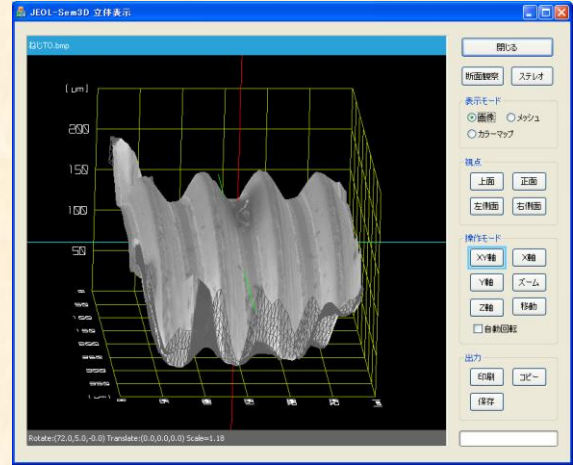 JEOL-Sem3D 立体表示
ねじTO.bmp
閉じる
断面観察 ステレオ
表示モード
画像 メッシュ
カラーマップ
視点
上面 正面
左側面 右側面
操作モード
XY軸 X軸
Y軸 ズーム
Z軸 移動
自動回転
出力
印刷 コピー
保存
[um]
200
150
100
50
Rotate:(72.0,5.0,-0.0) Translate:(0.0,0.0,0.0) Scale=1.18